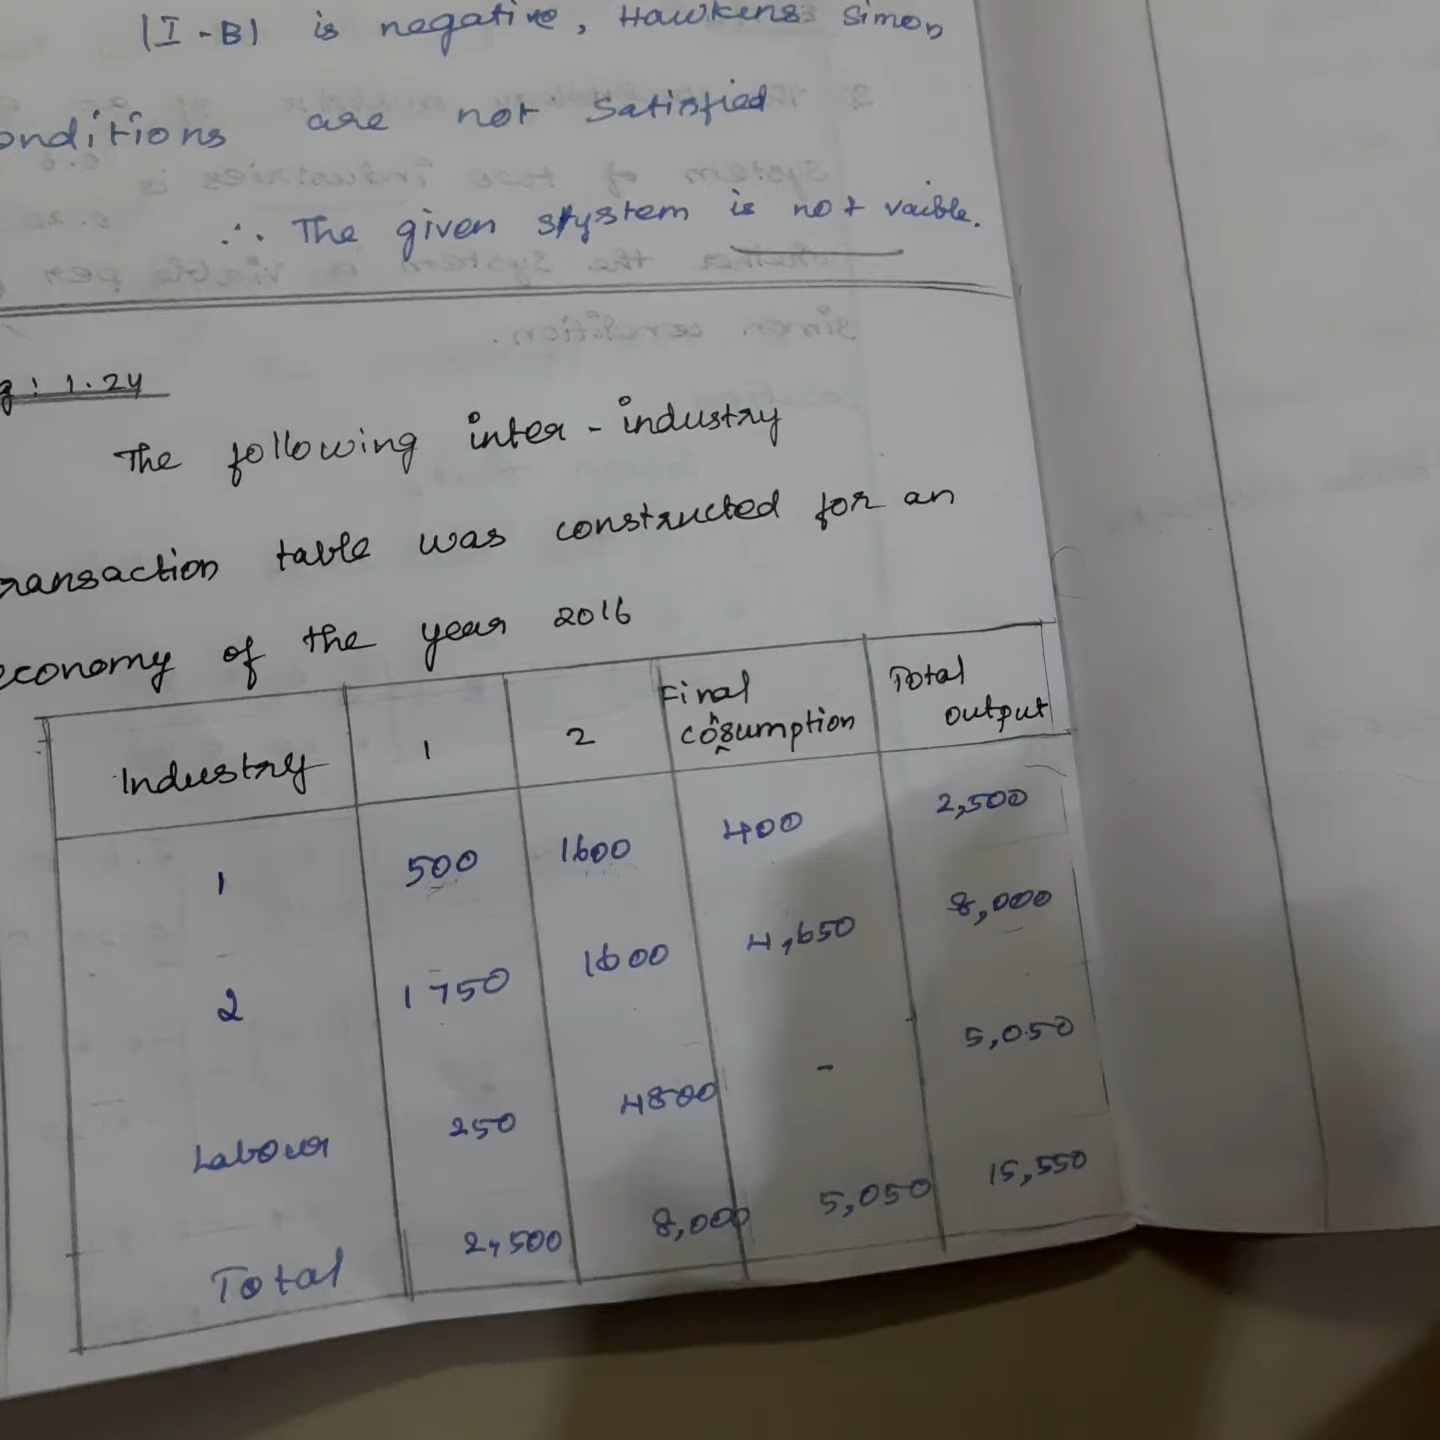 |I-B| is negative, Hawkens Simon
onditions are not Satisfied
∴ The given system is not vaible.
g: 1.24
The following inter-industry
ransaction table was constructed for an
economy of the year 2016
Industry 1 2 Final consumption Total output
1 500 1600 400 2,500
2 1750 1600 4,650 8,000
Labour 250 4800 - 5,050
Total 2,500 8,000 5,050 15,550